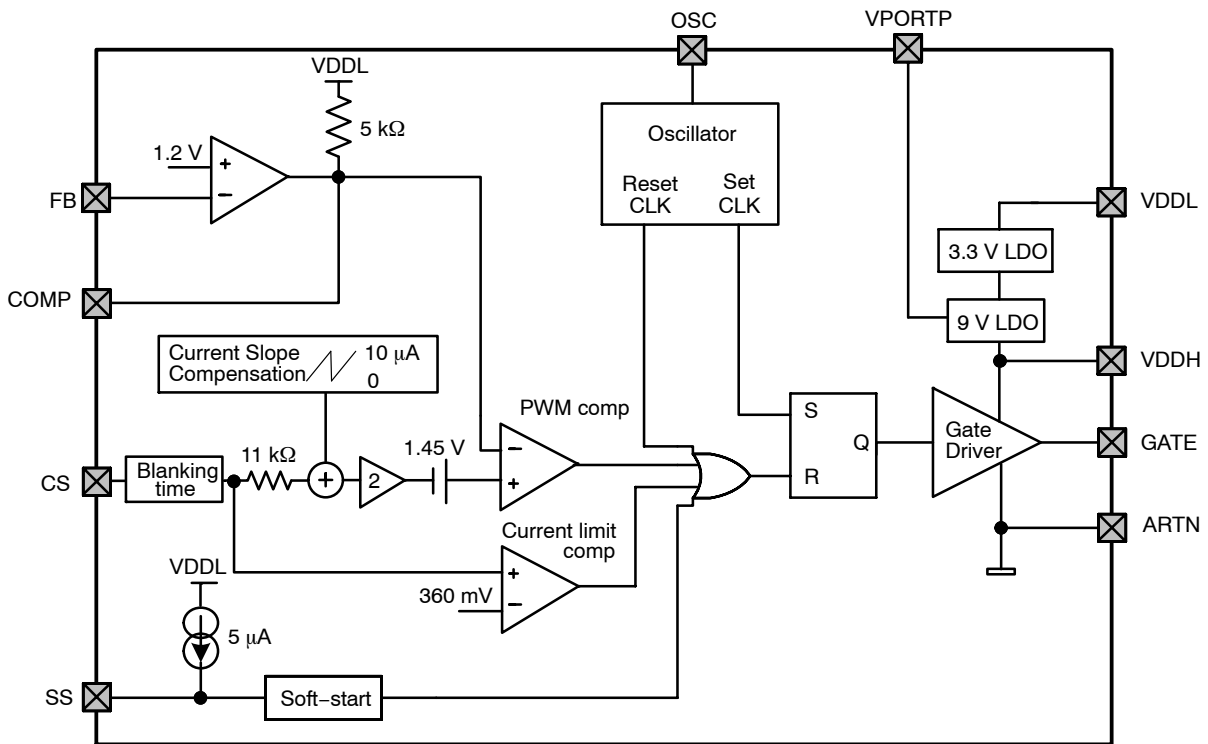 OSC
VPORTP
VDDL
5 kΩ
1.2 V
+
−
FB
COMP
Oscillator
Reset
CLK
Set
CLK
VDDL
3.3 V LDO
9 V LDO
VDDH
Current Slope
Compensation
10 μA
0
PWM comp
−
+
S
R
Q
Gate
Driver
GATE
ARTN
CS
Blanking
time
11 kΩ
+
2
1.45 V
Current limit
comp
+
−
360 mV
VDDL
5 μA
SS
Soft−start